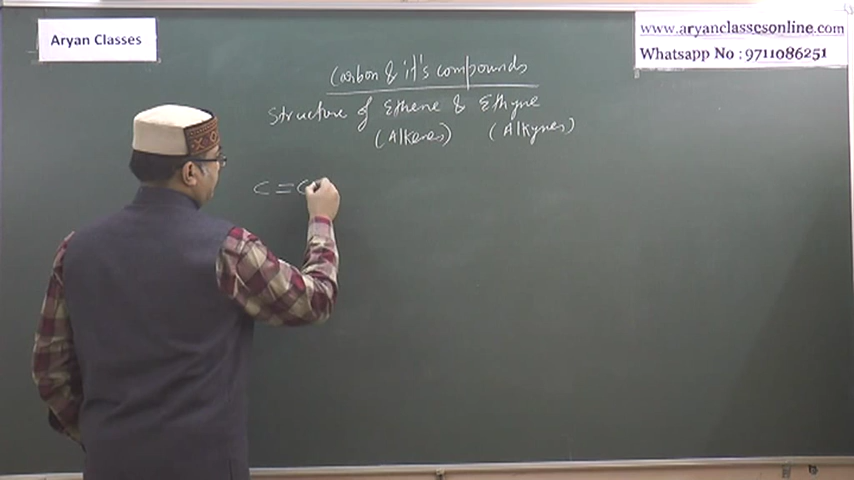 Aryan Classes
www.aryanclassesonline.com
Whatsapp No : 9711086251
Carbon & it's compounds
Structure of Ethene & Ethyne
(Alkenes) (Alkynes)
C = C